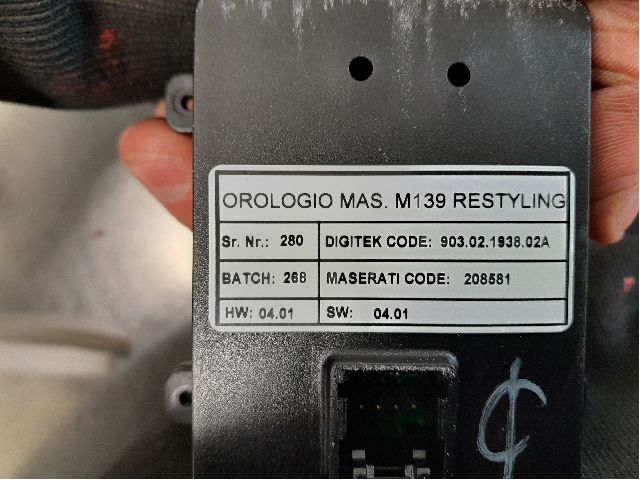 OROLOGIO MAS. M139 RESTYLING
Sr. Nr.: 280 DIGITEK CODE: 903.02.1938.02A
BATCH: 268 MASERATI CODE: 208581
HW: 04.01 SW: 04.01